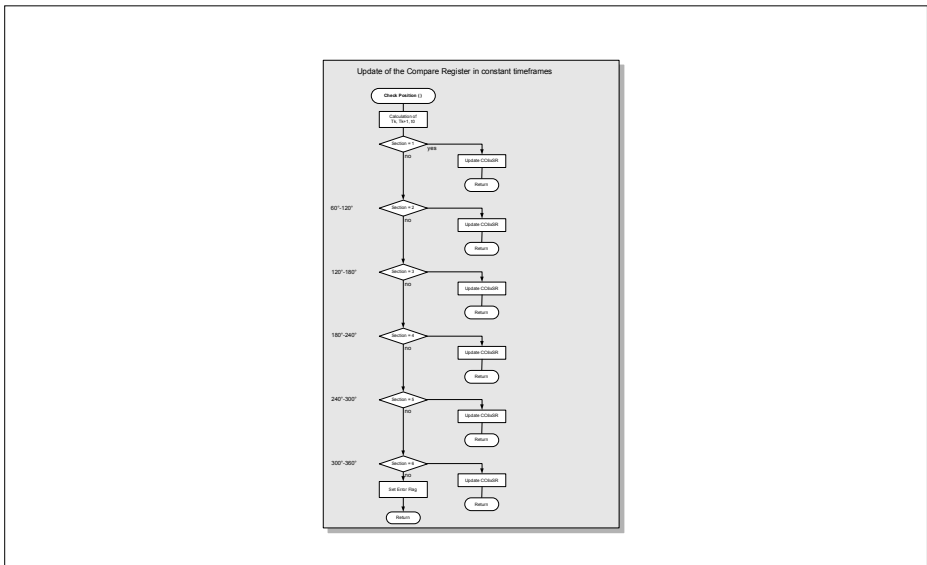 Update of the Compare Register in constant timeframes
Check Position ( )
Calculation of
Tk, Tk+1, t0
Section = 1
yes
no
Update CC6xSR
Return
60°-120°
Section = 2
no
Update CC6xSR
Return
120°-180°
Section = 3
no
Update CC6xSR
Return
180°-240°
Section = 4
no
Update CC6xSR
Return
240°-300°
Section = 5
no
Update CC6xSR
Return
300°-360°
Section = 6
no
Update CC6xSR
Return
Set Error Flag
Return